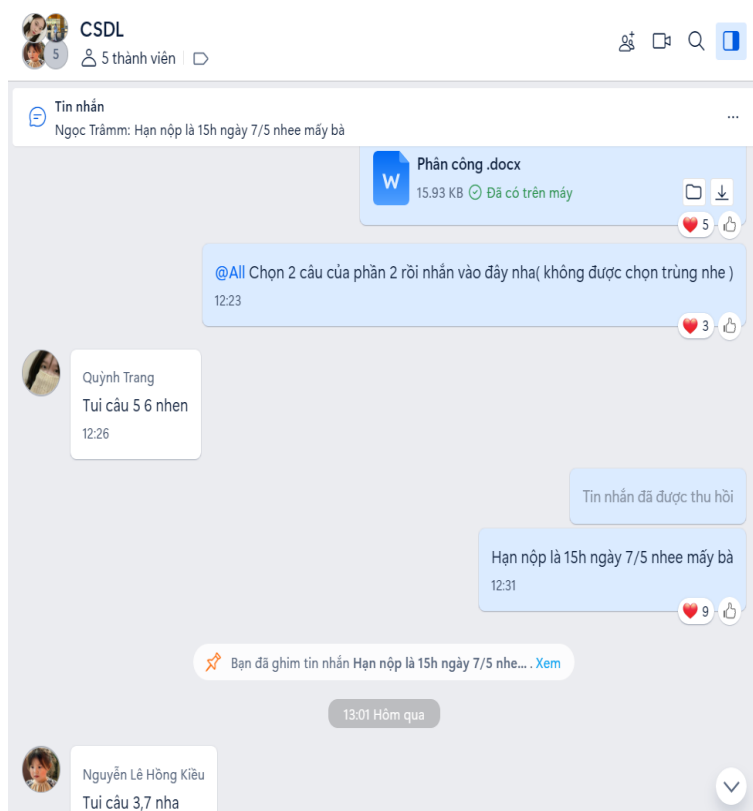 CSDL
5
5 thành viên
Tin nhắn
Ngọc Trâmm: Hạn nộp là 15h ngày 7/5 nhee mấy bà
...
W
Phân công .docx
15.93 KB Đã có trên máy
5
@All Chọn 2 câu của phần 2 rồi nhắn vào đây nha( không được chọn trùng nhe )
12:23
3
Quỳnh Trang
Tui câu 5 6 nhen
12:26
Tin nhắn đã được thu hồi
Hạn nộp là 15h ngày 7/5 nhee mấy bà
12:31
9
Bạn đã ghim tin nhắn Hạn nộp là 15h ngày 7/5 nhe... . Xem
13:01 Hôm qua
Nguyễn Lê Hồng Kiều
Tui câu 3,7 nha